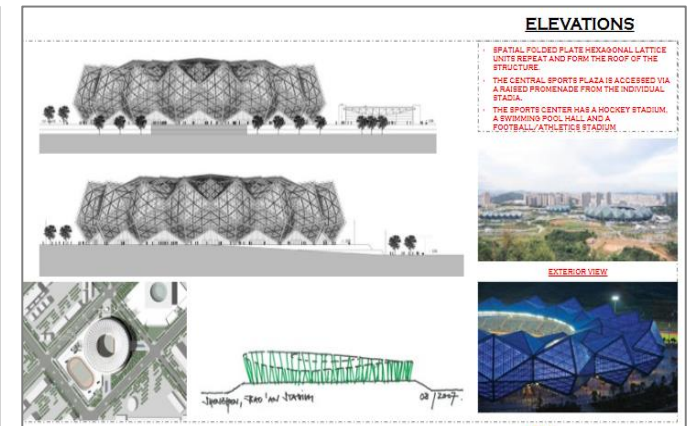 ELEVATIONS
SPATIAL FOLDED PLATE HEXAGONAL LATTICE
UNITS REPEAT AND FORM THE ROOF OF THE
STRUCTURE.
THE CENTRAL SPORTS PLAZA IS ACCESSED VIA
A RAISED PROMENADE FROM THE INDIVIDUAL
STADIA.
THE SPORTS CENTER HAS A HOCKEY STADIUM,
A SWIMMING POOL HALL AND A
FOOTBALL/ATHLETICS STADIUM
EXTERIOR VIEW
08/2007.